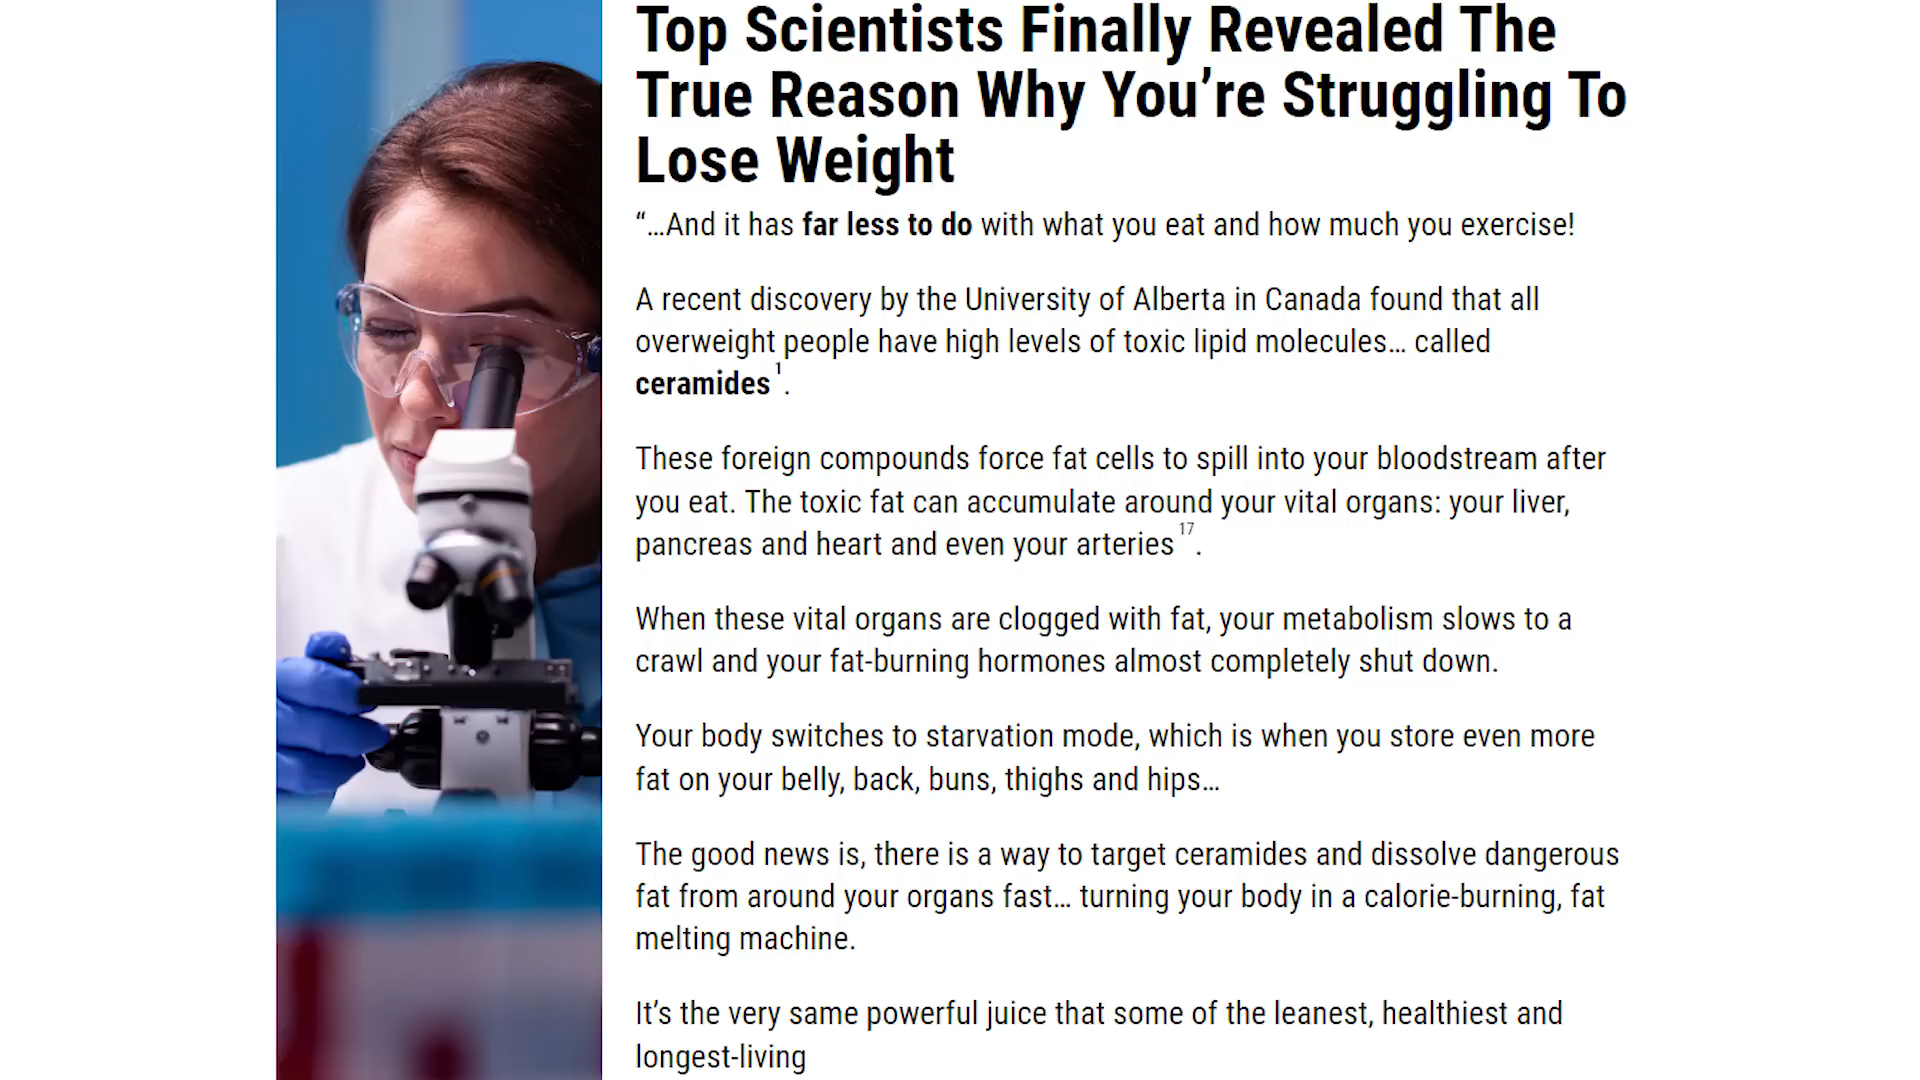 Top Scientists Finally Revealed The
True Reason Why You’re Struggling To
Lose Weight
“…And it has far less to do with what you eat and how much you exercise!
A recent discovery by the University of Alberta in Canada found that all
overweight people have high levels of toxic lipid molecules… called
ceramides¹.
These foreign compounds force fat cells to spill into your bloodstream after
you eat. The toxic fat can accumulate around your vital organs: your liver,
pancreas and heart and even your arteries¹⁷.
When these vital organs are clogged with fat, your metabolism slows to a
crawl and your fat-burning hormones almost completely shut down.
Your body switches to starvation mode, which is when you store even more
fat on your belly, back, buns, thighs and hips…
The good news is, there is a way to target ceramides and dissolve dangerous
fat from around your organs fast… turning your body in a calorie-burning, fat
melting machine.
It’s the very same powerful juice that some of the leanest, healthiest and
longest-living